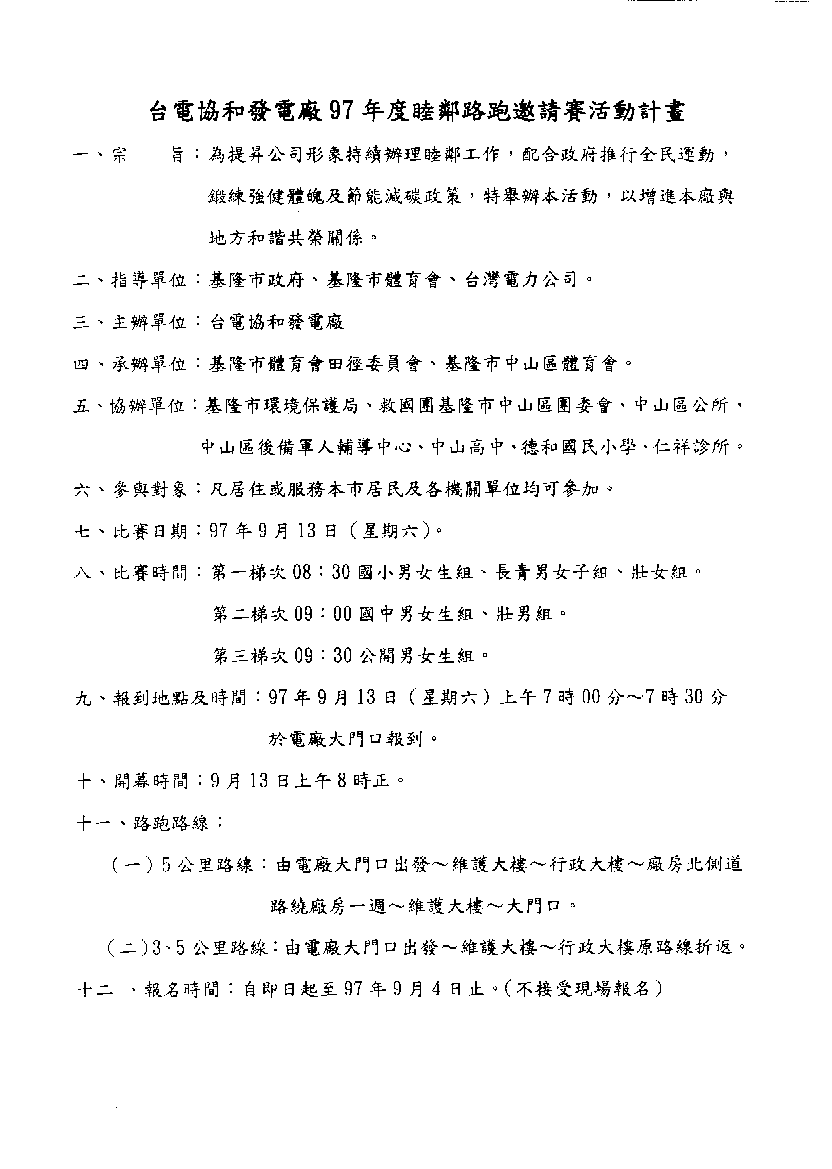 台電協和發電廠97年度睦鄰路跑邀請賽活動計畫
一、宗　　旨：為提昇公司形象持續辦理睦鄰工作，配合政府推行全民運動，
鍛練強健體魄及節能減碳政策，特舉辦本活動，以增進本廠與
地方和諧共榮關係。
二、指導單位：基隆市政府、基隆市體育會、台灣電力公司。
三、主辦單位：台電協和發電廠
四、承辦單位：基隆市體育會田徑委員會、基隆市中山區體育會。
五、協辦單位：基隆市環境保護局、救國團基隆市中山區團委會、中山區公所、
中山區後備軍人輔導中心、中山高中、德和國民小學、仁祥診所。
六、參與對象：凡居住或服務本市居民及各機關單位均可參加。
七、比賽日期：97年9月13日（星期六）。
八、比賽時間：第一梯次08：30國小男女生組、長青男女子組、壯女組。
第二梯次09：00國中男女生組、壯男組。
第三梯次09：30公開男女生組。
九、報到地點及時間：97年9月13日（星期六）上午7時00分～7時30分
於電廠大門口報到。
十、開幕時間：9月13日上午8時正。
十一、路跑路線：
（一）5公里路線：由電廠大門口出發～維護大樓～行政大樓～廠房北側道
路繞廠房一週～維護大樓～大門口。
（二）3、5公里路線：由電廠大門口出發～維護大樓～行政大樓原路線折返。
十二 、報名時間：自即日起至97年9月4日止。（不接受現場報名）